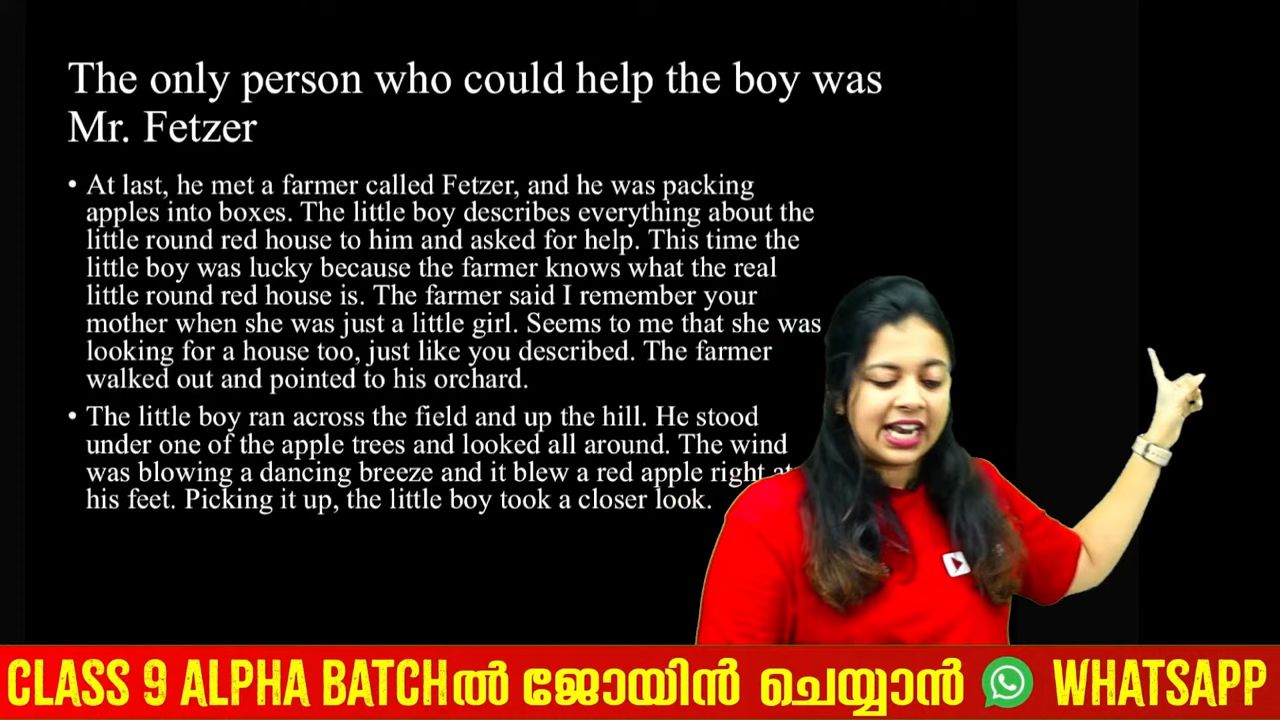 The only person who could help the boy was
Mr. Fetzer
• At last, he met a farmer called Fetzer, and he was packing
apples into boxes. The little boy describes everything about the
little round red house to him and asked for help. This time the
little boy was lucky because the farmer knows what the real
little round red house is. The farmer said I remember your
mother when she was just a little girl. Seems to me that she was
looking for a house too, just like you described. The farmer
walked out and pointed to his orchard.
• The little boy ran across the field and up the hill. He stood
under one of the apple trees and looked all around. The wind
was blowing a dancing breeze and it blew a red apple right at
his feet. Picking it up, the little boy took a closer look.
CLASS 9 ALPHA BATCHൽ ജോയിൻ ചെയ്യാൻ WHATSAPP